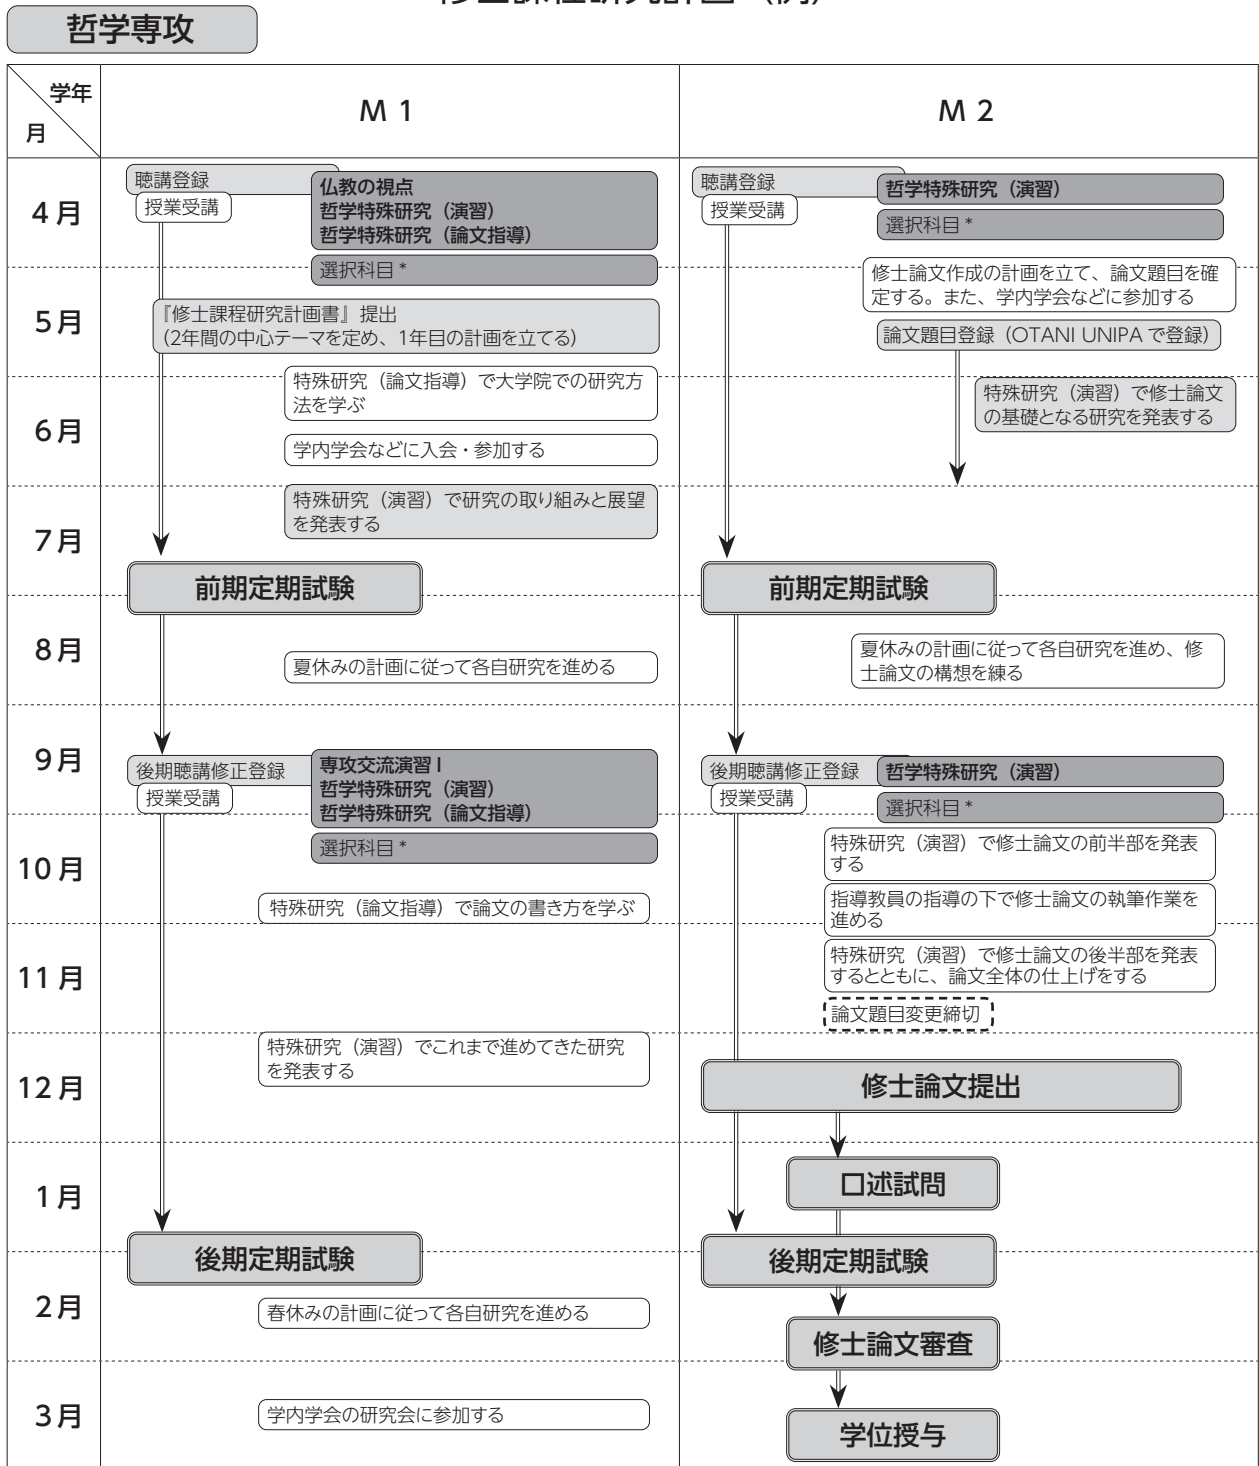 哲学専攻
学年
月
M 1
M 2
4月
聴講登録
授業受講
仏教の視点
哲学特殊研究（演習）
哲学特殊研究（論文指導）
選択科目*
聴講登録
授業受講
哲学特殊研究（演習）
選択科目*
5月
『修士課程研究計画書』提出
(2年間の中心テーマを定め、1年目の計画を立てる)
修士論文作成の計画を立て、論文題目を確
定する。また、学内学会などに参加する
論文題目登録（OTANI UNIPA で登録）
6月
特殊研究（論文指導）で大学院での研究方
法を学ぶ
学内学会などに入会・参加する
特殊研究（演習）で修士論文
の基礎となる研究を発表する
7月
特殊研究（演習）で研究の取り組みと展望
を発表する
前期定期試験
前期定期試験
8月
夏休みの計画に従って各自研究を進める
夏休みの計画に従って各自研究を進め、修
士論文の構想を練る
9月
後期聴講修正登録
授業受講
専攻交流演習 I
哲学特殊研究（演習）
哲学特殊研究（論文指導）
選択科目*
後期聴講修正登録
授業受講
哲学特殊研究（演習）
選択科目*
10月
特殊研究（論文指導）で論文の書き方を学ぶ
特殊研究（演習）で修士論文の前半部を発表
する
指導教員の指導の下で修士論文の執筆作業を
進める
11月
特殊研究（演習）で修士論文の後半部を発表
するとともに、論文全体の仕上げをする
論文題目変更締切
12月
特殊研究（演習）でこれまで進めてきた研究
を発表する
修士論文提出
1月
口述試問
後期定期試験
後期定期試験
2月
春休みの計画に従って各自研究を進める
修士論文審査
3月
学内学会の研究会に参加する
学位授与